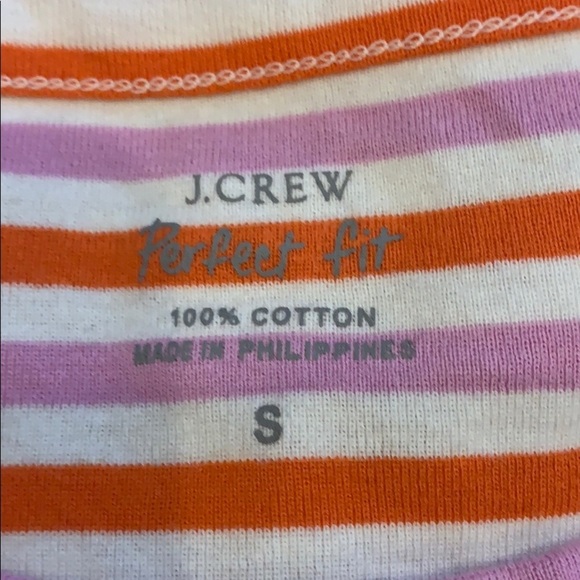 J.CREW
Perfect fit
100% COTTON
MADE IN PHILIPPINES
S